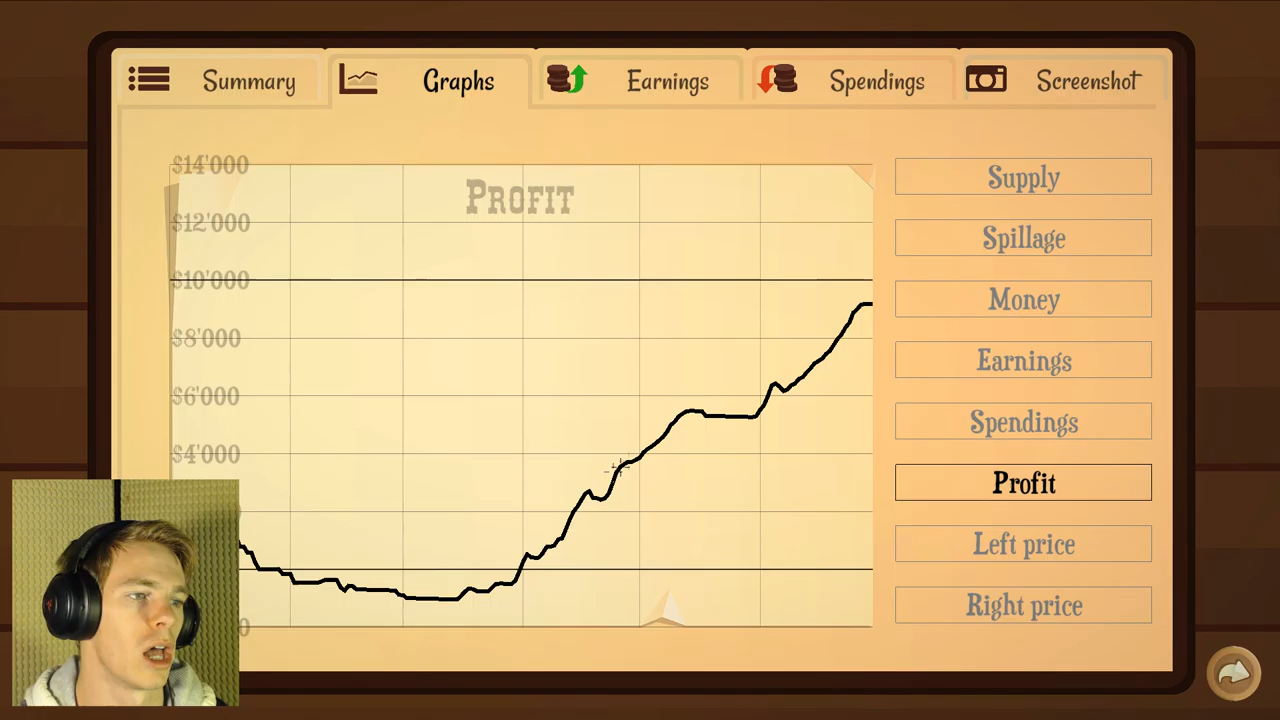 Summary
Graphs
Earnings
Spendings
Screenshot
$14'000
Profit
$12'000
$10'000
$8'000
$6'000
$4'000
0
Supply
Spillage
Money
Earnings
Spendings
Profit
Left price
Right price